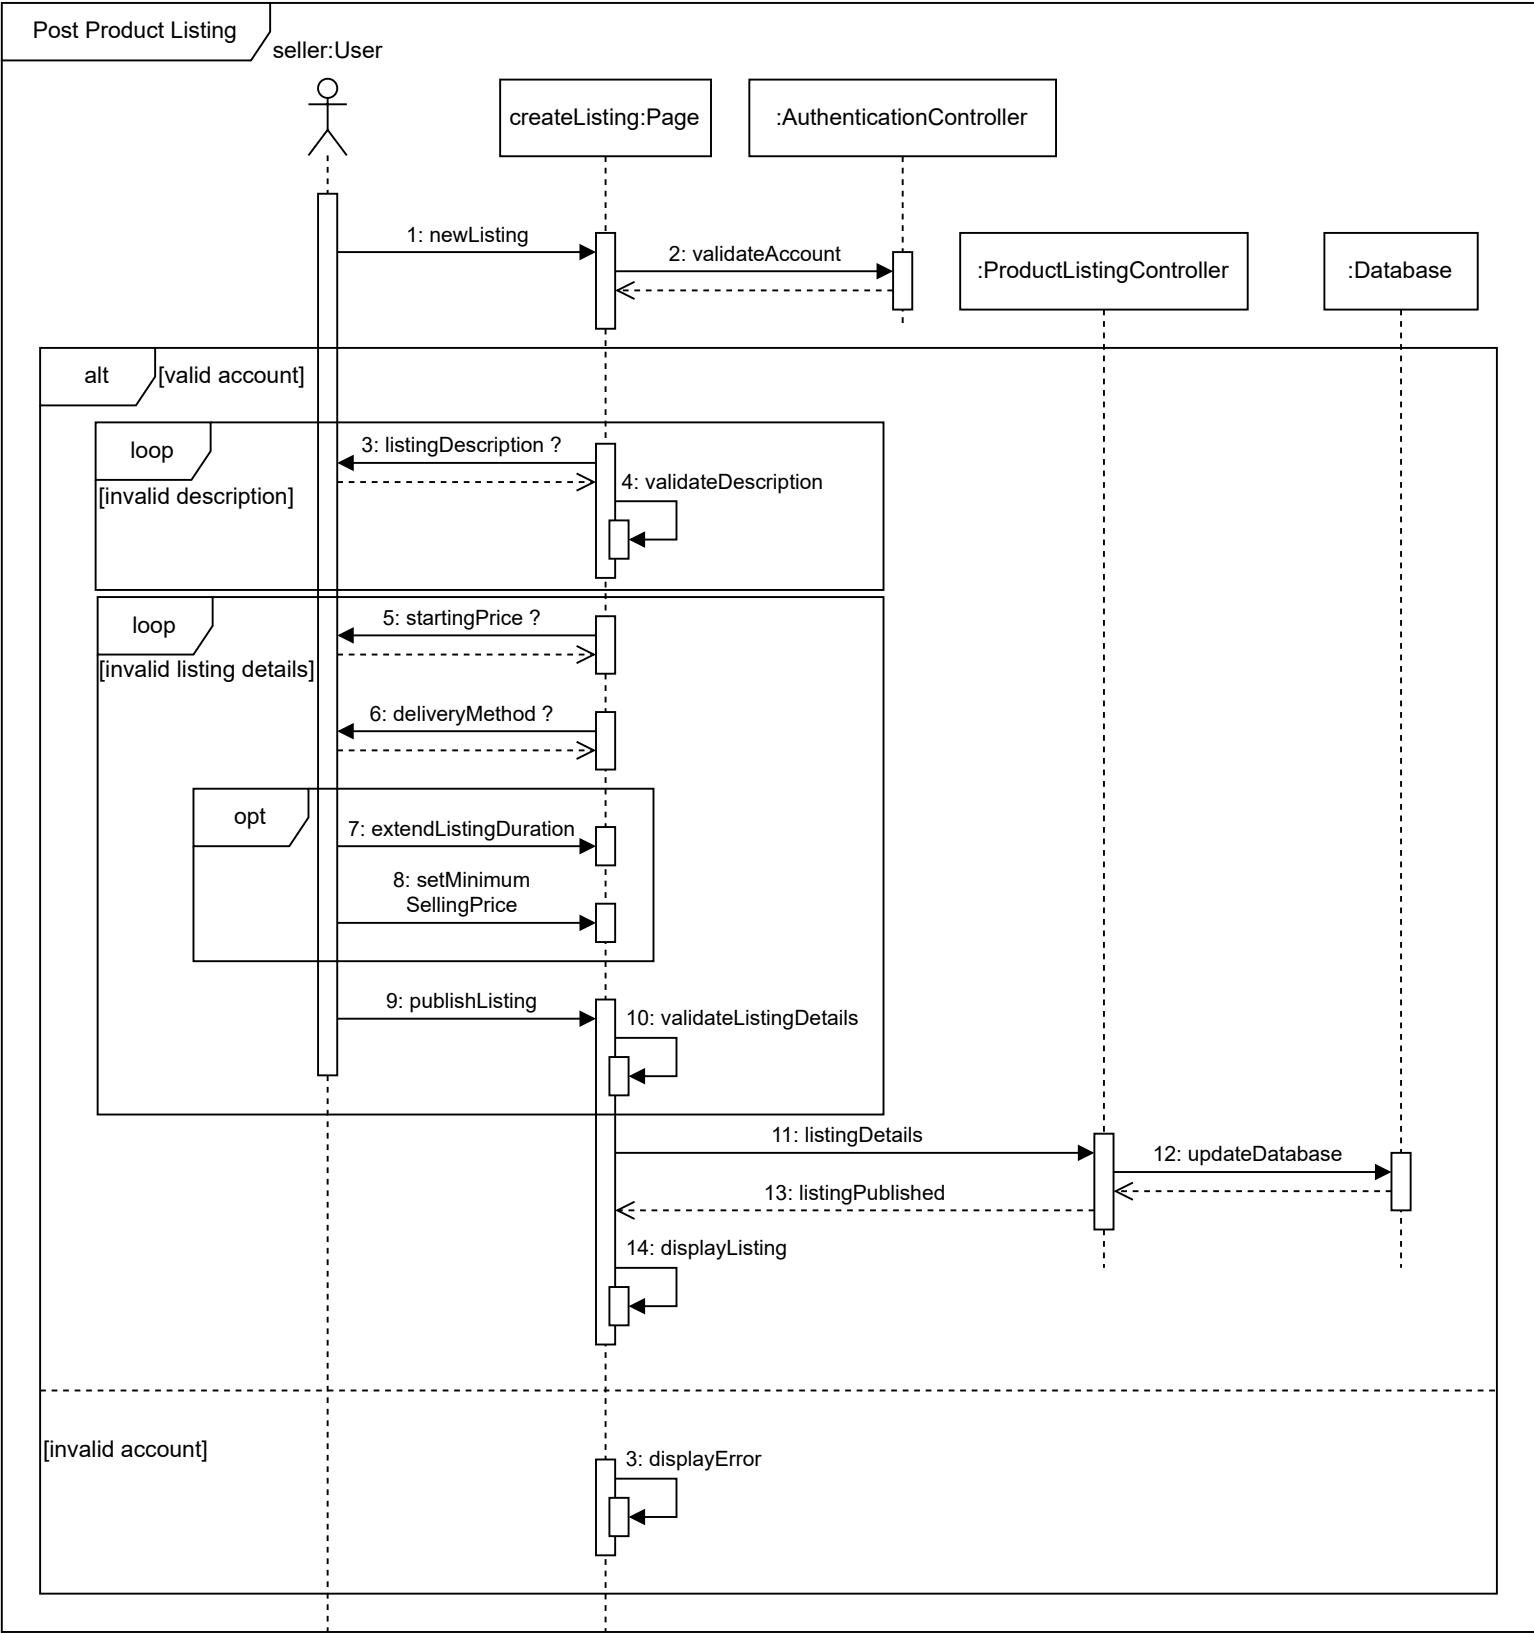 Post Product Listing
seller:User
createListing:Page
:AuthenticationController
1: newListing
2: validateAccount
:ProductListingController
:Database
alt
[valid account]
loop
3: listingDescription ?
[invalid description]
4: validateDescription
loop
5: startingPrice ?
[invalid listing details]
6: deliveryMethod ?
opt
7: extendListingDuration
8: setMinimum
SellingPrice
9: publishListing
10: validateListingDetails
11: listingDetails
12: updateDatabase
13: listingPublished
14: displayListing
[invalid account]
3: displayError